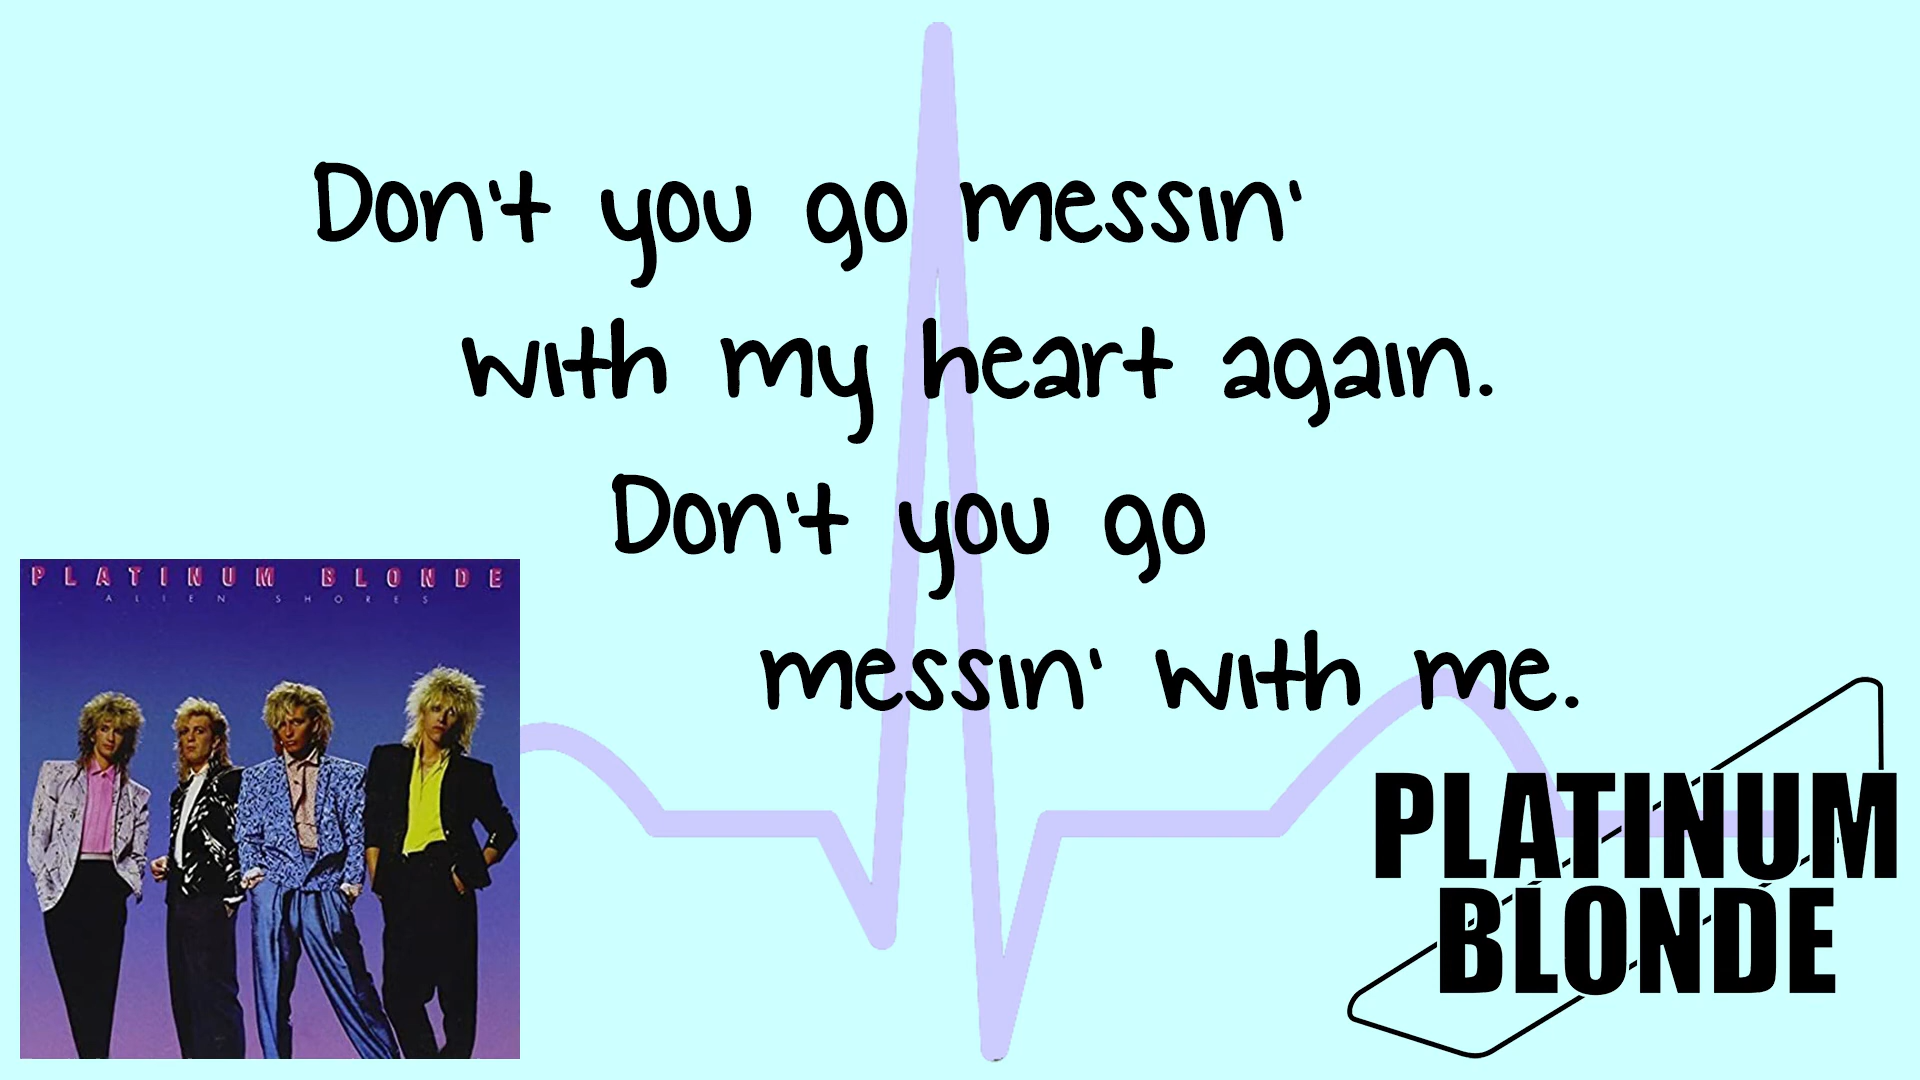 Don't you go messin'
with my heart again.
Don't you go
messin' with me.
PLATINUM BLONDE
ALIEN SHORES
PLATINUM
BLONDE